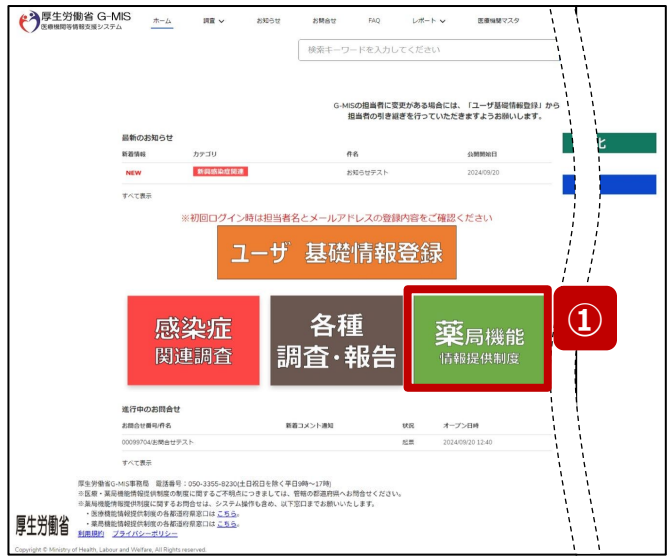 厚生労働省 G-MIS
医療機関等情報支援システム
ホーム 調査 お知らせ お問合せ FAQ レポート 医療機関マスタ
検索キーワードを入力してください
G-MISの担当者に変更がある場合には、「ユーザ基礎情報登録」から
担当者の引き継ぎを行っていただきますようお願いします。
最新のお知らせ
新着情報 カテゴリ 件名 公開開始日
NEW 新興感染症関連 お知らせテスト 2024/09/20
すべて表示
※初回ログイン時は担当者名とメールアドレスの登録内容をご確認ください
ユーザ 基礎情報登録
感染症
関連調査
各種
調査・報告
薬局機能
情報提供制度
①
進行中のお問合せ
お問合せ番号/件名 新着コメント通知 状況 オープン日時
00099704/お問合せテスト 起票 2024/09/20 12:40
すべて表示
厚生労働省G-MIS事務局 電話番号：050-3355-8230(土日祝日を除く平日9時～17時)
※医療・薬局機能情報提供制度の制度に関するご不明点につきましては、管轄の都道府県へお問合せください。
※薬局機能情報提供制度に関するお問合せは、システム操作も含め、以下窓口までお願いいたします。
・医療機能情報提供制度の各都道府県窓口は こちら。
・薬局機能情報提供制度の各都道府県窓口は こちら。
利用規約 プライバシーポリシー
厚生労働省
Copyright © Ministry of Health, Labour and Welfare, All Rights reserved.